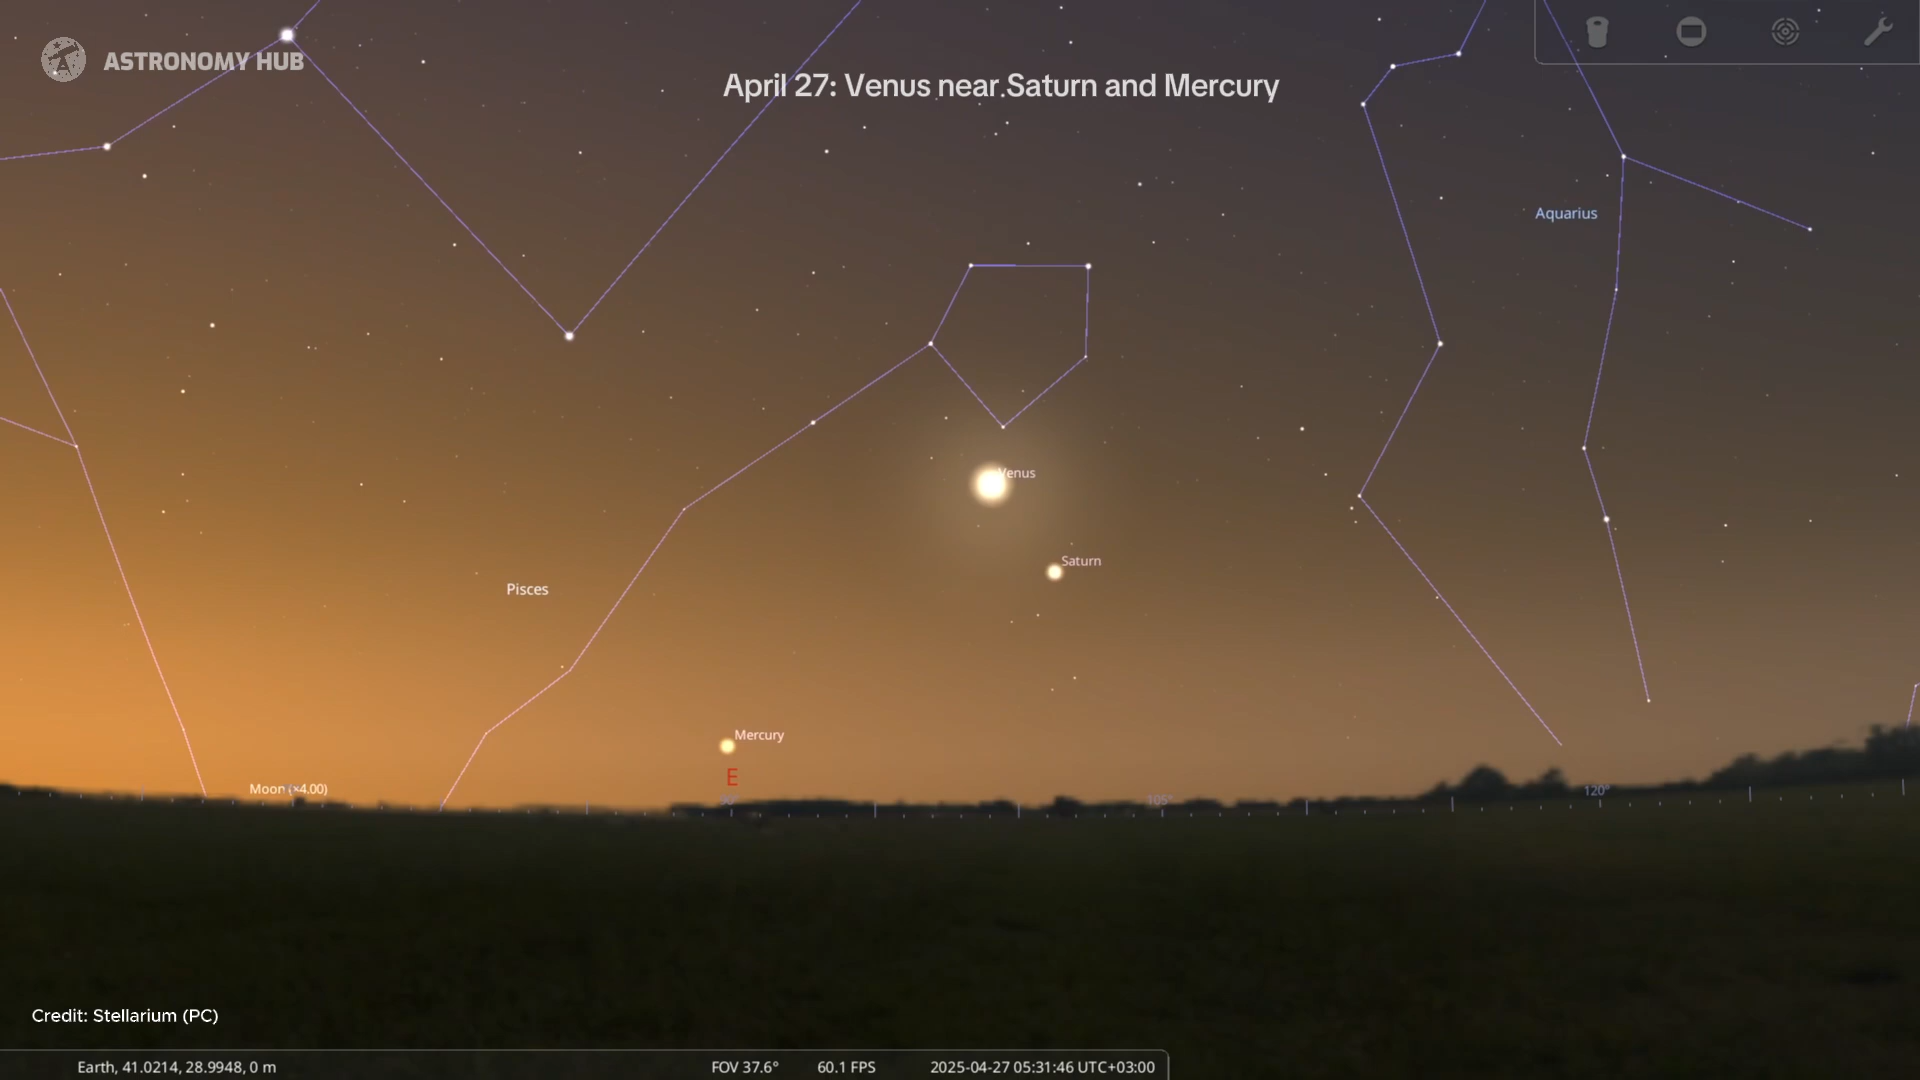 ASTRONOMY HUB
April 27: Venus near Saturn and Mercury
Aquarius
Venus
Saturn
Pisces
Mercury
E
Moon (×4.00)
90°
105°
120°
Credit: Stellarium (PC)
Earth, 41.0214, 28.9948, 0 m
FOV 37.6°
60.1 FPS
2025-04-27 05:31:46 UTC+03:00